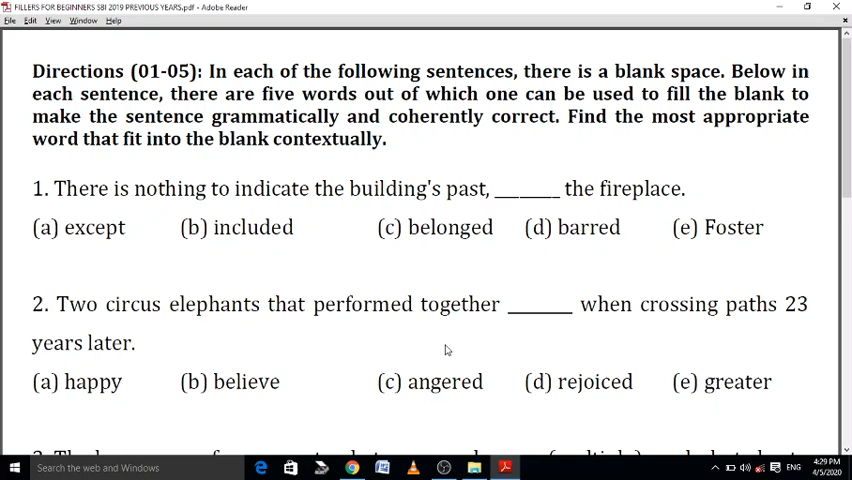 FILLERS FOR BEGINNERS SBI 2019 PREVIOUS YEARS.pdf - Adobe Reader
File Edit View Window Help
Directions (01-05): In each of the following sentences, there is a blank space. Below in
each sentence, there are five words out of which one can be used to fill the blank to
make the sentence grammatically and coherently correct. Find the most appropriate
word that fit into the blank contextually.
1. There is nothing to indicate the building's past, _______ the fireplace.
(a) except (b) included (c) belonged (d) barred (e) Foster
2. Two circus elephants that performed together _______ when crossing paths 23
years later.
(a) happy (b) believe (c) angered (d) rejoiced (e) greater
Search the web and Windows
ENG
4:29 PM
4/5/2020